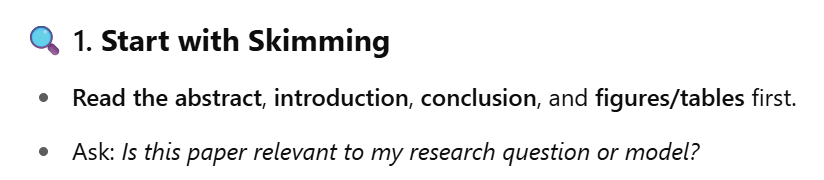 🔍 1. Start with Skimming
• Read the abstract, introduction, conclusion, and figures/tables first.
• Ask: Is this paper relevant to my research question or model?